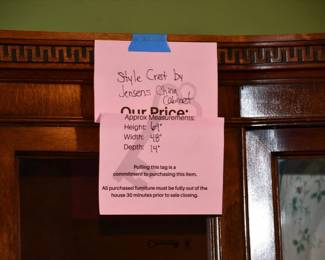 Style Crest by
Jensens China
Cabinet
Our Price:
Approx Measurements:
Height: 69"
Width: 48"
Depth: 14"
Pulling this tag is a
commitment to purchasing this item.
All purchased furniture must be fully out of the
house 30 minutes prior to sale closing.